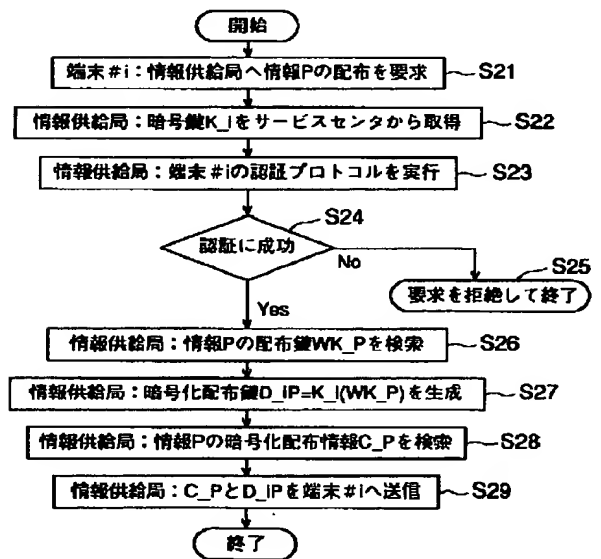 開始
端末#i:情報供給局へ情報Pの配布を要求 S21
情報供給局:暗号鍵K_iをサービスセンタから取得 S22
情報供給局:端末#iの認証プロトコルを実行 S23
S24
認証に成功
No
S25
要求を拒絶して終了
Yes
情報供給局:情報Pの配布鍵WK_Pを検索 S26
情報供給局:暗号化配布鍵D_iP=K_i(WK_P)を生成 S27
情報供給局:情報Pの暗号化配布情報C_Pを検索 S28
情報供給局:C_PとD_iPを端末#iへ送信 S29
終了